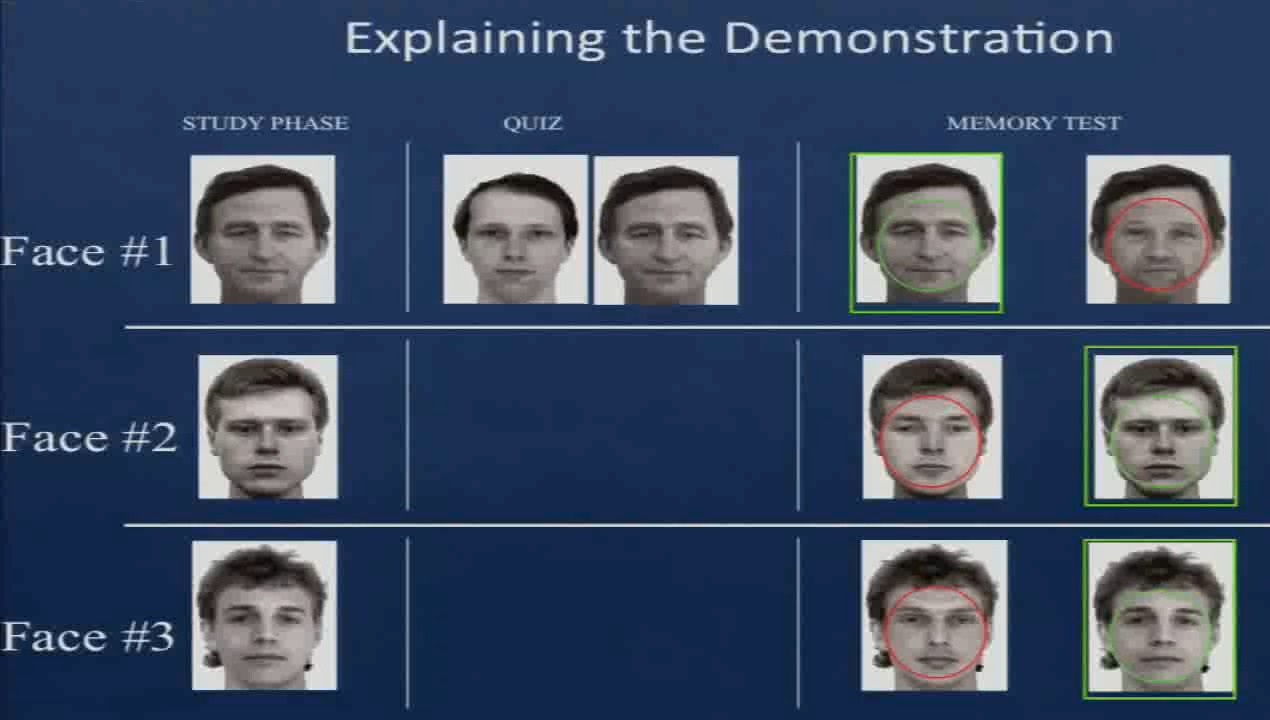 Explaining the Demonstration
STUDY PHASE QUIZ MEMORY TEST
Face #1
Face #2
Face #3